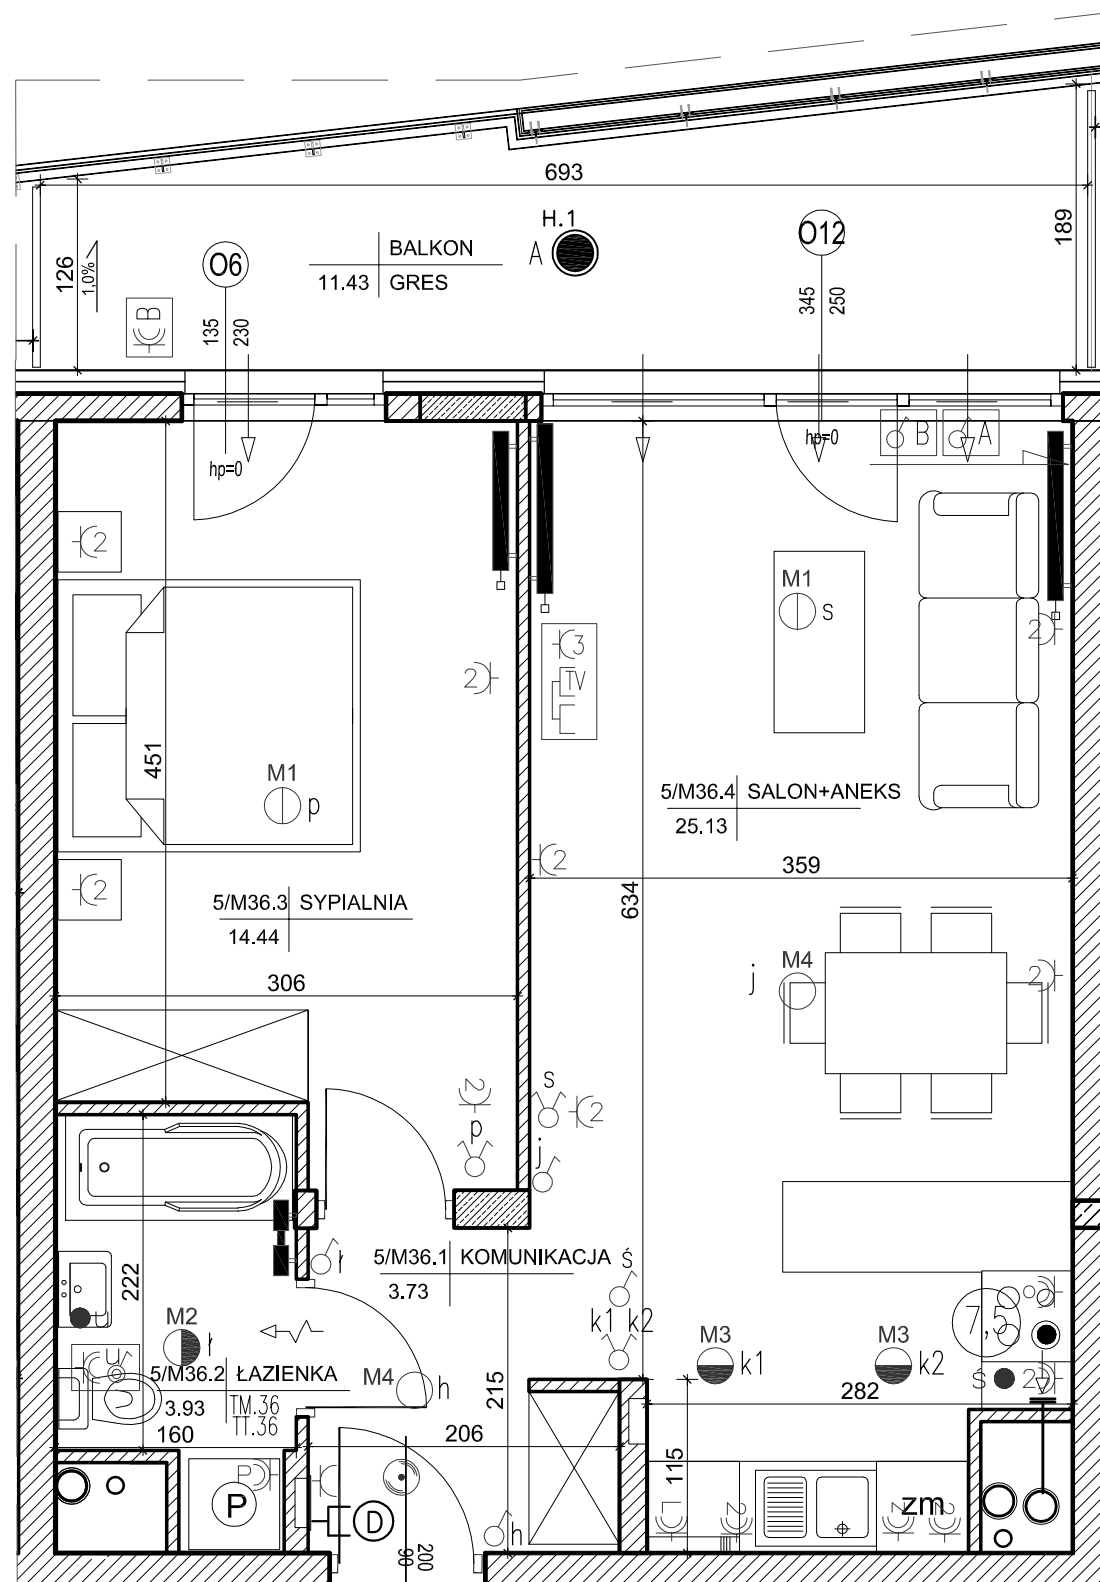 693
H.1
A
O12
189
BALKON
11.43 GRES
O6
126
1,0%
B
135
230
345
250
hp=0
hp=0
B
A
2
M1
s
2
3
TV
2
451
M1
p
5/M36.4 SALON+ANEKS
25.13
2
2
359
634
5/M36.3 SYPIALNIA
14.44
306
M4
j
2
2
p
s
2
j
222
ł
5/M36.1 KOMUNIKACJA
3.73
Ś
k1 k2
7,5
M2
ł
M3
k1
M3
k2
5/M36.2 ŁAZIENKA
3.93
TM.36
TT.36
M4
h
215
Ś
2
282
160
206
115
P
P
D
h
200
90
L
2
zm
2
2